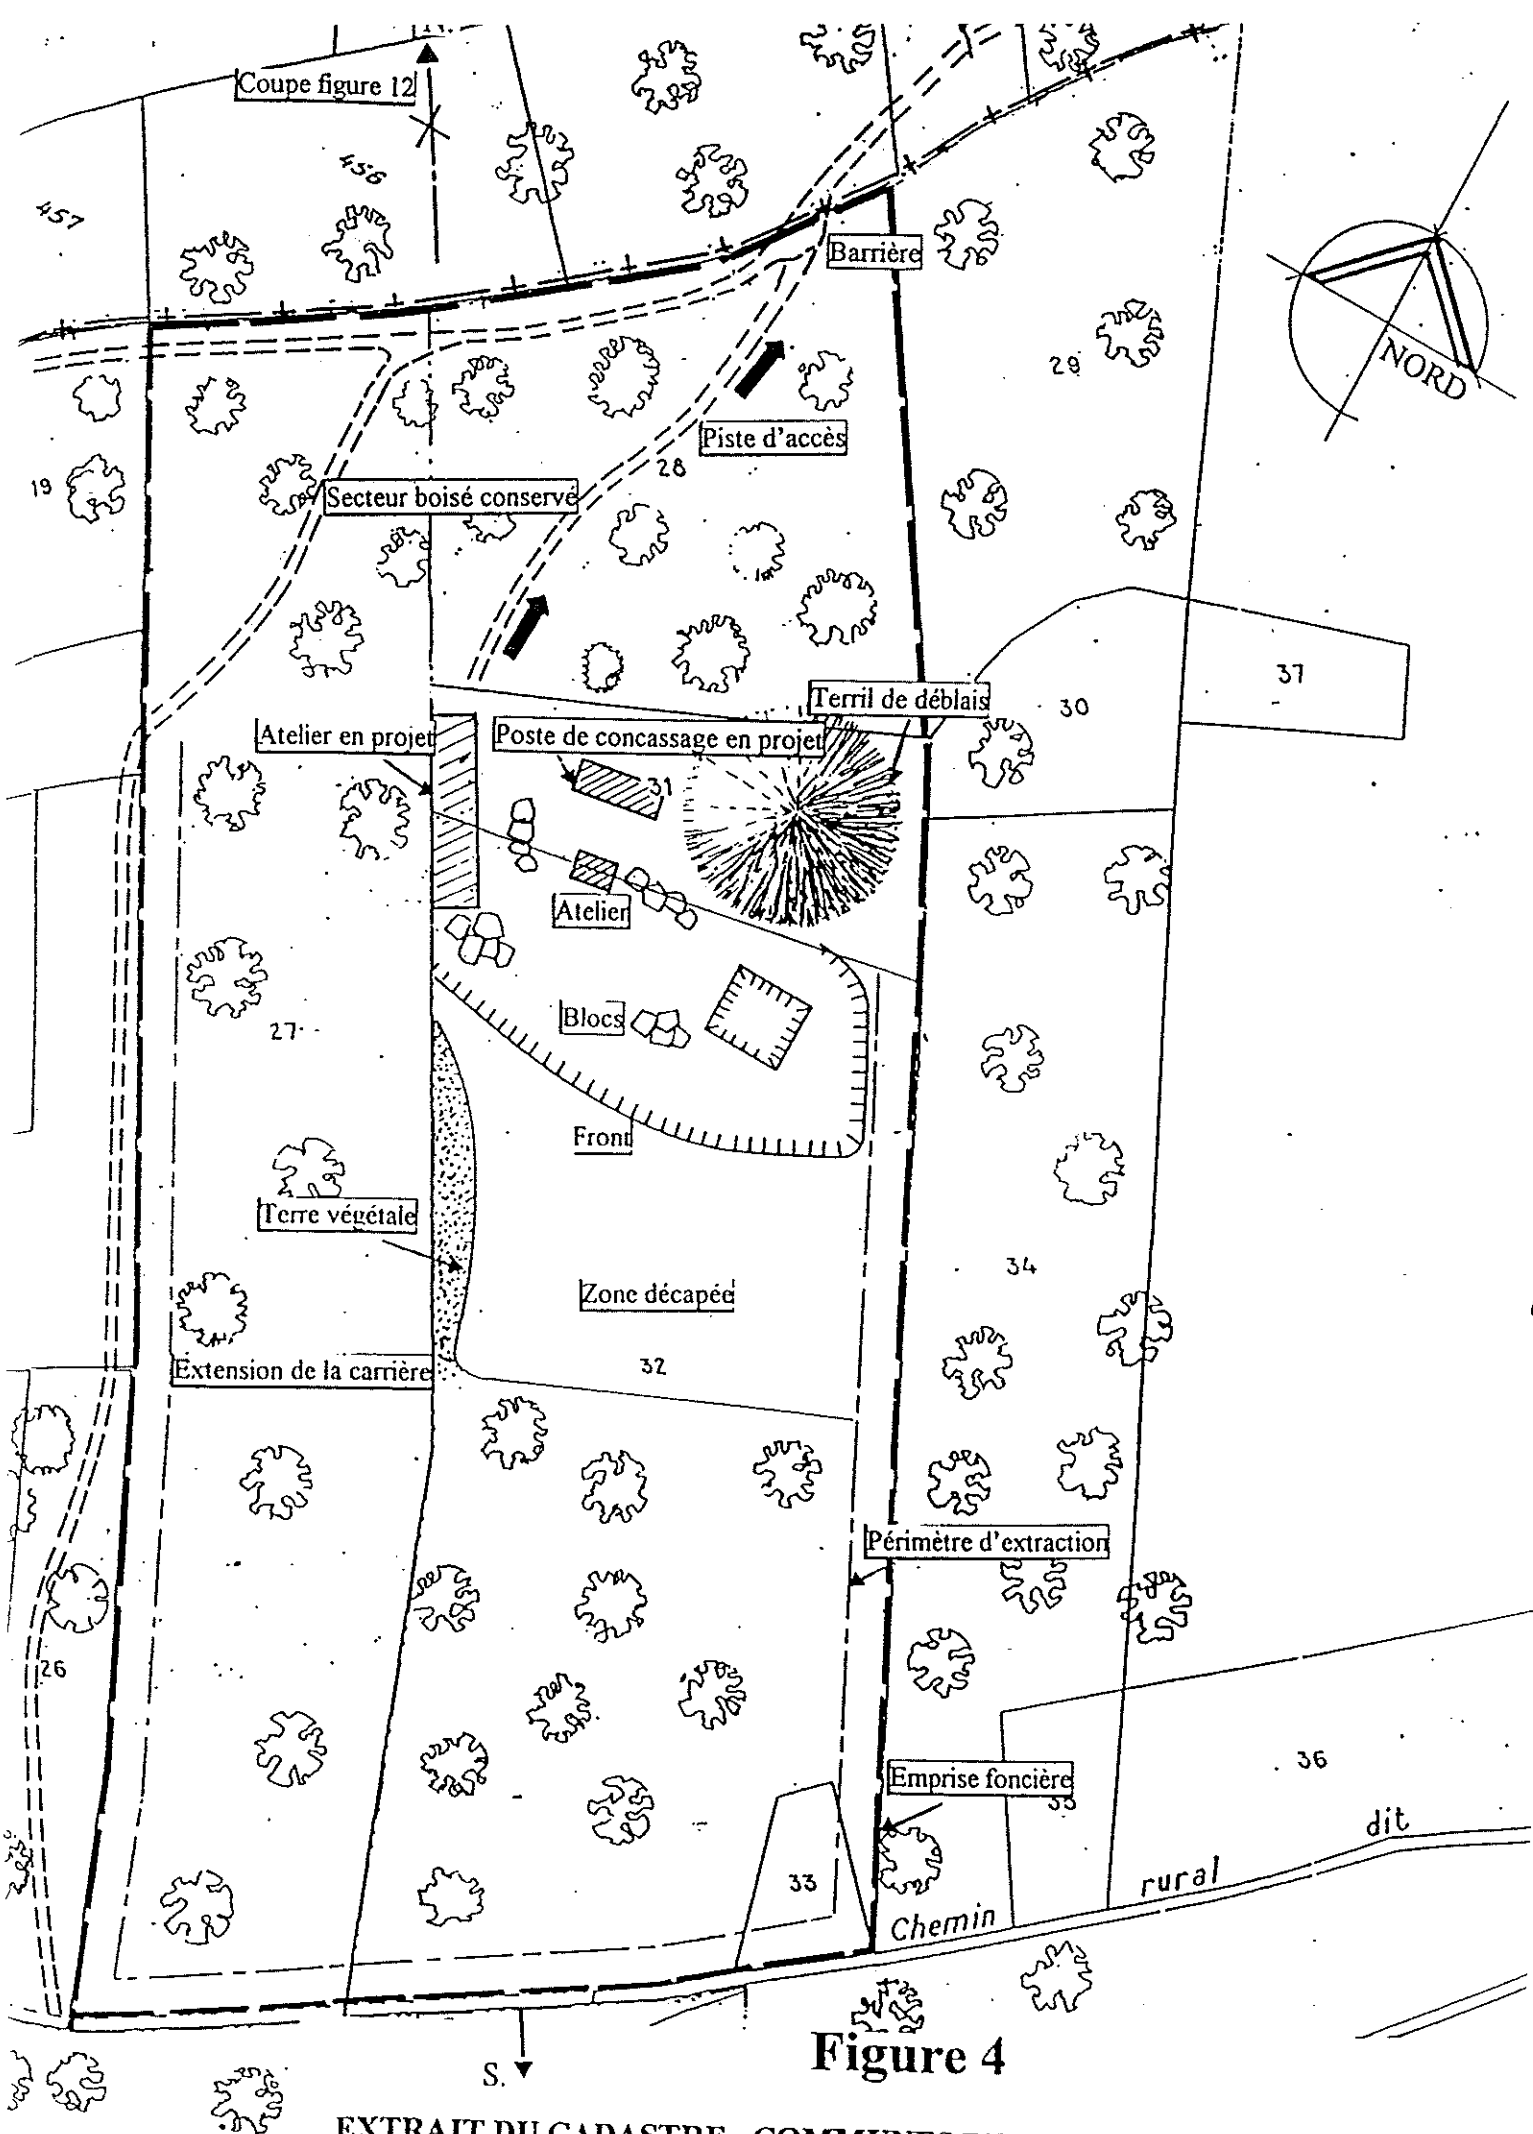 N.
Coupe figure 12
456
457
Barrière
29
NORD
Piste d'accès
28
19
Secteur boisé conservé
37
Terril de déblais
30
Atelier en projet
Poste de concassage en projet
31
Atelier
Blocs
27
Front
Terre végétale
34
Zone décapée
Extension de la carrière
32
Périmètre d'extraction
26
36
Emprise foncière
35
dit
33
rural
Chemin
Figure 4
S.
EXTRAIT DU CADASTRE